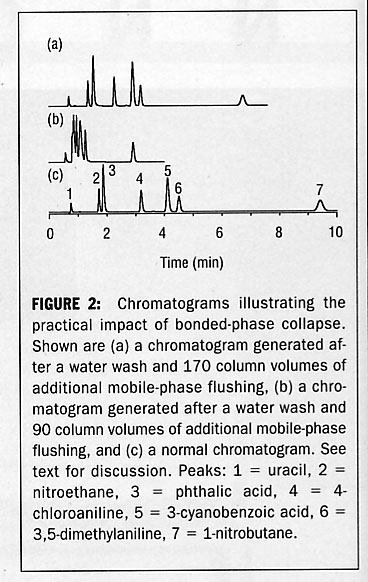 (a)
(b)
(c)
1
2
3
4
5
6
7
0 2 4 6 8 10
Time (min)
FIGURE 2: Chromatograms illustrating the
practical impact of bonded-phase collapse.
Shown are (a) a chromatogram generated af-
ter a water wash and 170 column volumes of
additional mobile-phase flushing, (b) a chro-
matogram generated after a water wash and
90 column volumes of additional mobile-phase
flushing, and (c) a normal chromatogram. See
text for discussion. Peaks: 1 = uracil, 2 =
nitroethane, 3 = phthalic acid, 4 = 4-
chloroaniline, 5 = 3-cyanobenzoic acid, 6 =
3,5-dimethylaniline, 7 = 1-nitrobutane.